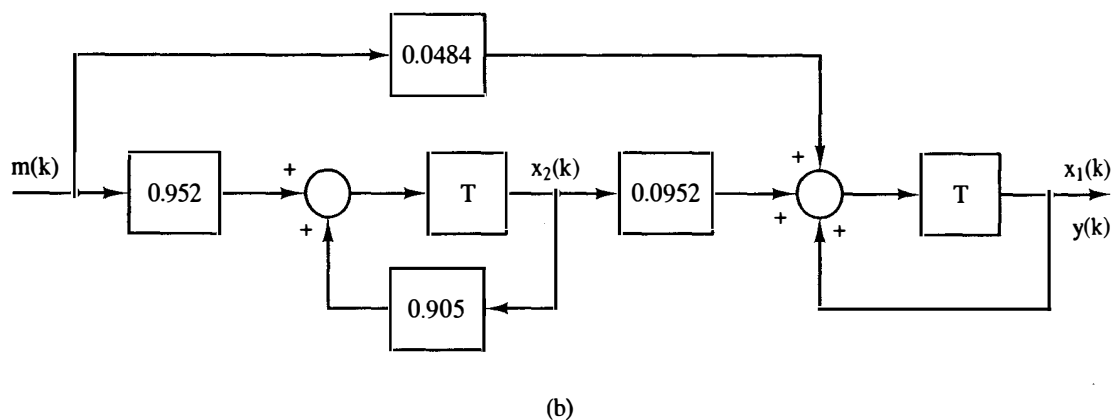 0.0484
m(k)
0.952
+
+
T
x₂(k)
0.0952
+
+
+
T
x₁(k)
y(k)
0.905
(b)